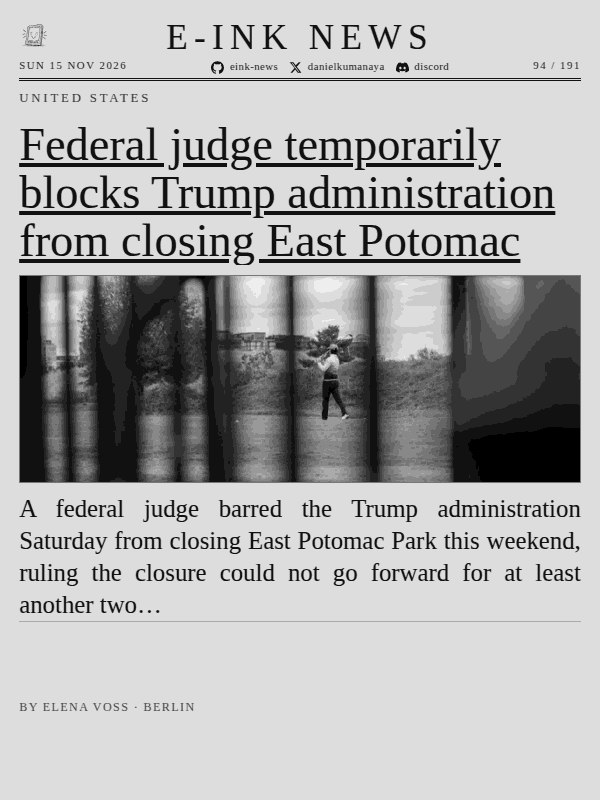 E-INK NEWS
SUN 15 NOV 2026
eink-news danielkumanaya discord
94 / 191
UNITED STATES
Federal judge temporarily
blocks Trump administration
from closing East Potomac
A federal judge barred the Trump administration
Saturday from closing East Potomac Park this weekend,
ruling the closure could not go forward for at least
another two…
BY ELENA VOSS · BERLIN